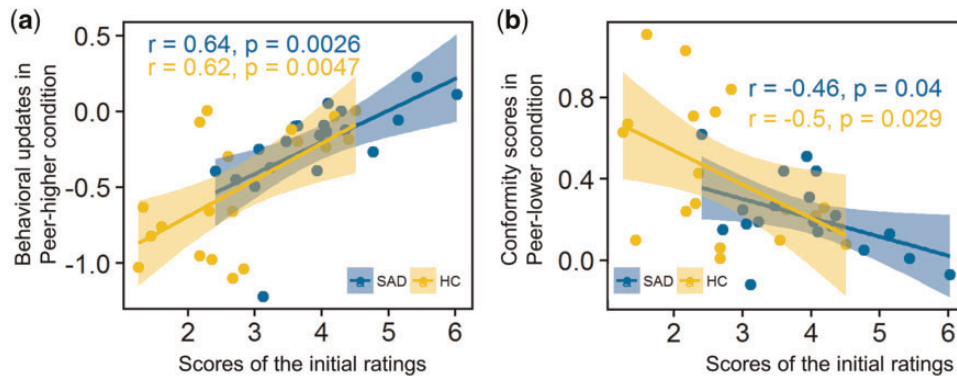 (a)
r = 0.64, p = 0.0026
r = 0.62, p = 0.0047
Behavioral updates in
Peer-higher condition
0.5
0.0
-0.5
-1.0
SAD HC
2 3 4 5 6
Scores of the initial ratings
(b)
r = -0.46, p = 0.04
r = -0.5, p = 0.029
Conformity scores in
Peer-lower condition
0.8
0.4
0.0
SAD HC
2 3 4 5 6
Scores of the initial ratings